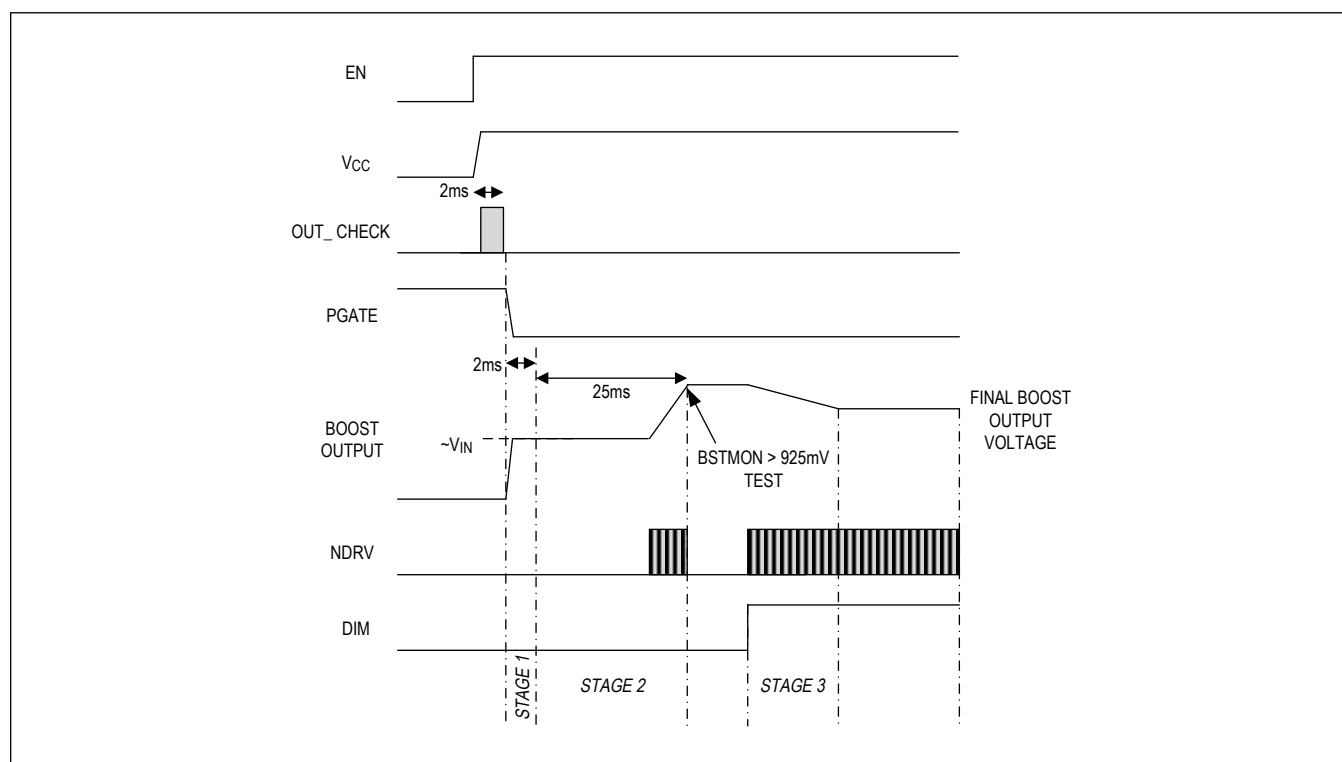 EN
VCC
2ms
OUT_ CHECK
PGATE
2ms
25ms
FINAL BOOST
OUTPUT
VOLTAGE
BOOST
OUTPUT
~VIN
BSTMON > 925mV
TEST
NDRV
DIM
STAGE 1
STAGE 2
STAGE 3